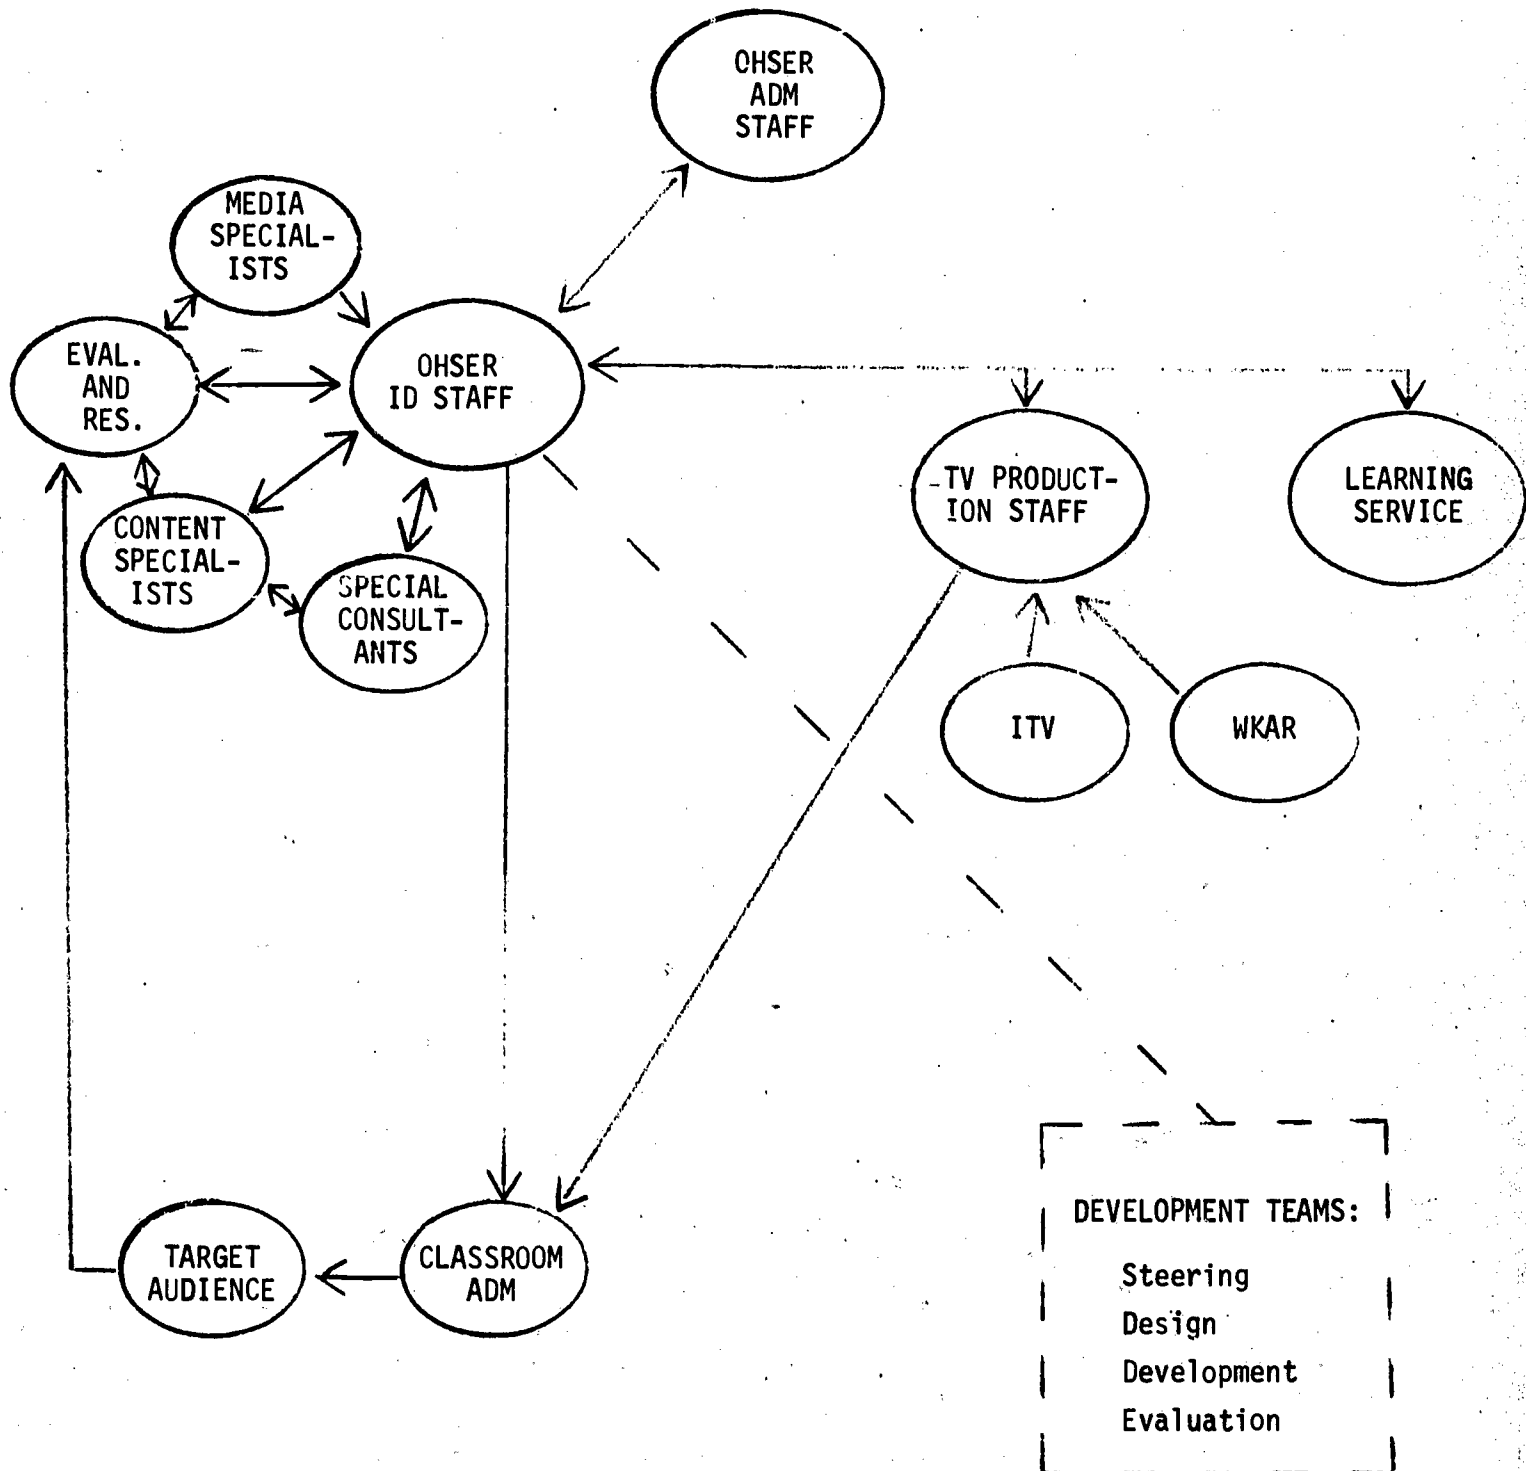 OHSER
ADM
STAFF
MEDIA
SPECIAL-
ISTS
EVAL.
AND
RES.
OHSER
ID STAFF
TV PRODUCT-
ION STAFF
LEARNING
SERVICE
CONTENT
SPECIAL-
ISTS
SPECIAL
CONSULT-
ANTS
ITV
WKAR
TARGET
AUDIENCE
CLASSROOM
ADM
DEVELOPMENT TEAMS:
Steering
Design
Development
Evaluation